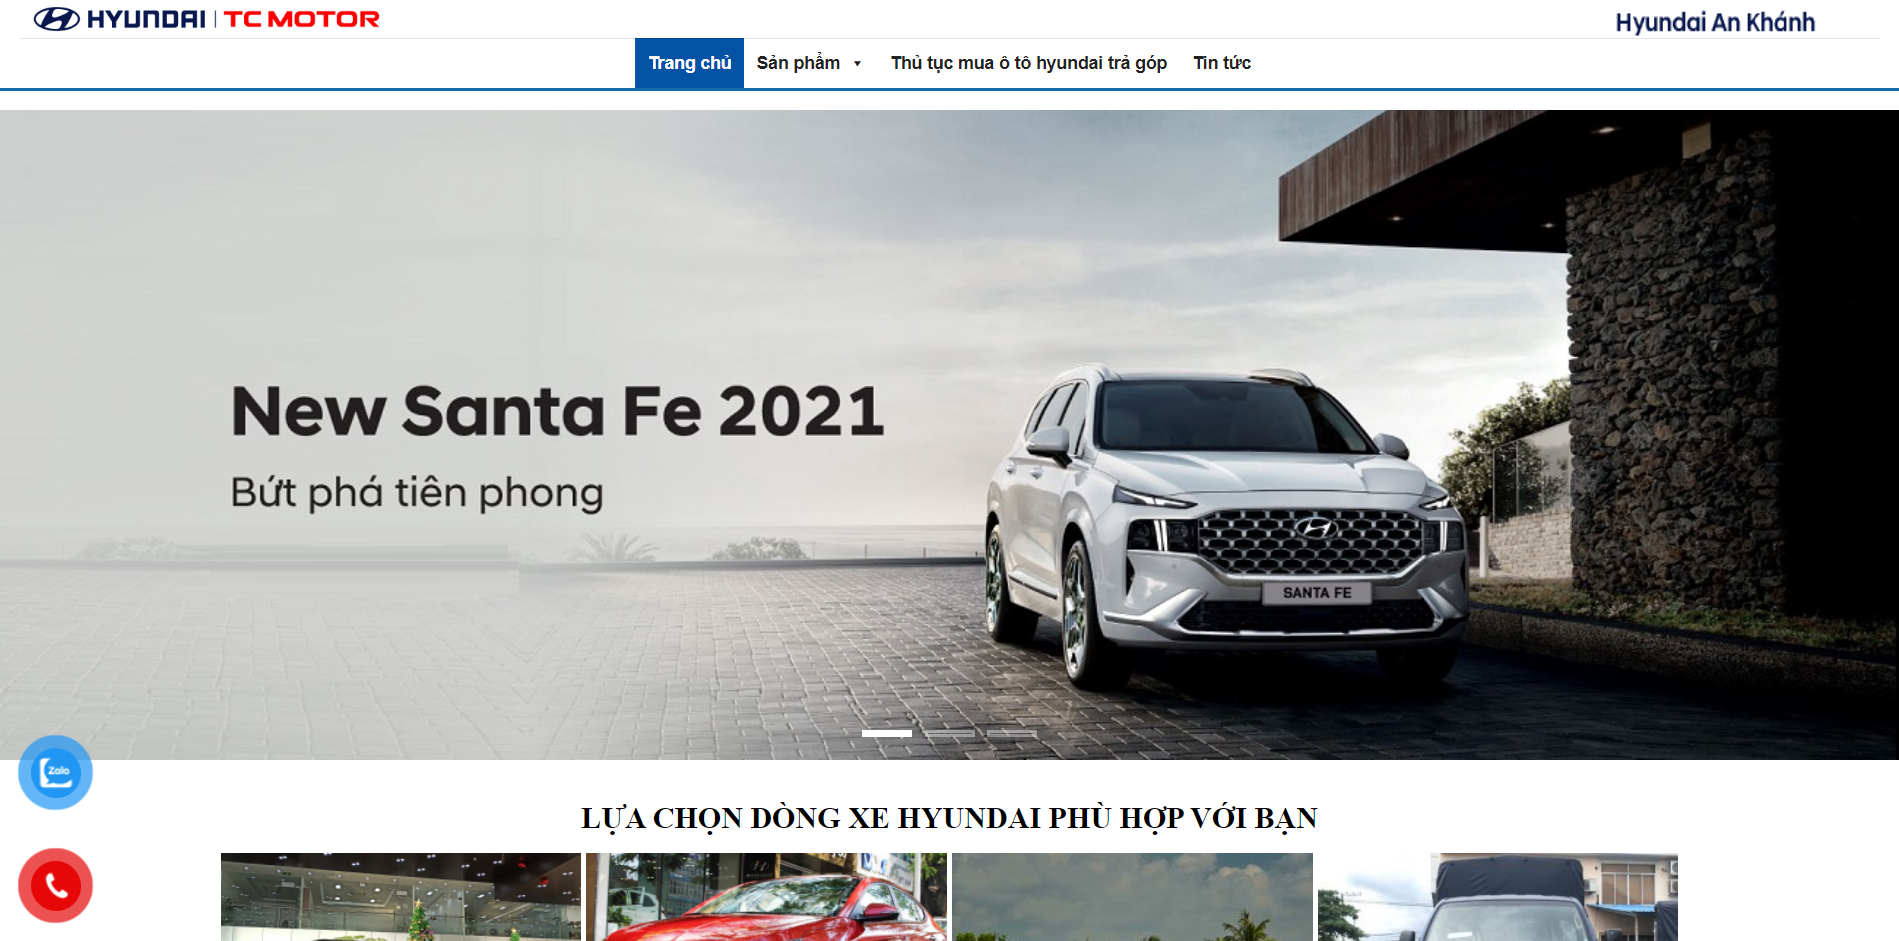 HYUNDAI | TC MOTOR
Hyundai An Khánh
Trang chủ Sản phẩm Thủ tục mua ô tô hyundai trả góp Tin tức
New Santa Fe 2021
Bứt phá tiên phong
SANTA FE
Zalo
LỰA CHỌN DÒNG XE HYUNDAI PHÙ HỢP VỚI BẠN